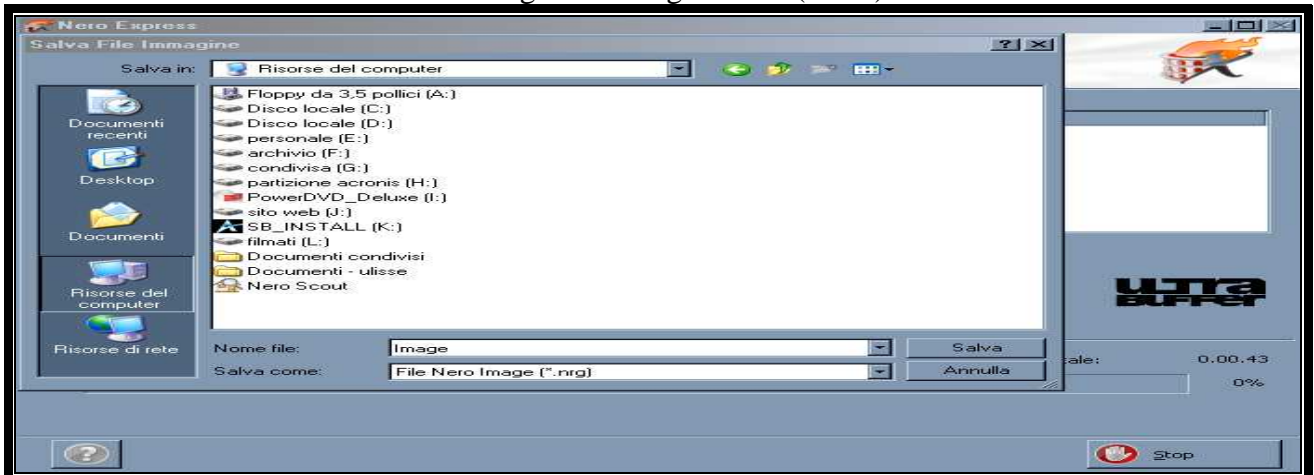 Nero Express
Salva File Immagine
Salva in:
Risorse del computer
Documenti recenti
Desktop
Documenti
Risorse del computer
Risorse di rete
Floppy da 3,5 pollici (A:)
Disco locale (C:)
Disco locale (D:)
personale (E:)
archivio (F:)
condivisa (G:)
partizione acronis (H:)
PowerDVD_Deluxe (I:)
sito web (J:)
SB_INSTALL (K:)
filmati (L:)
Documenti condivisi
Documenti - ulisse
Nero Scout
Nome file:
Image
Salva
Salva come:
File Nero Image (*.nrg)
Annulla
ULTRA
BUFFER
ale:
0.00.43
0%
Stop